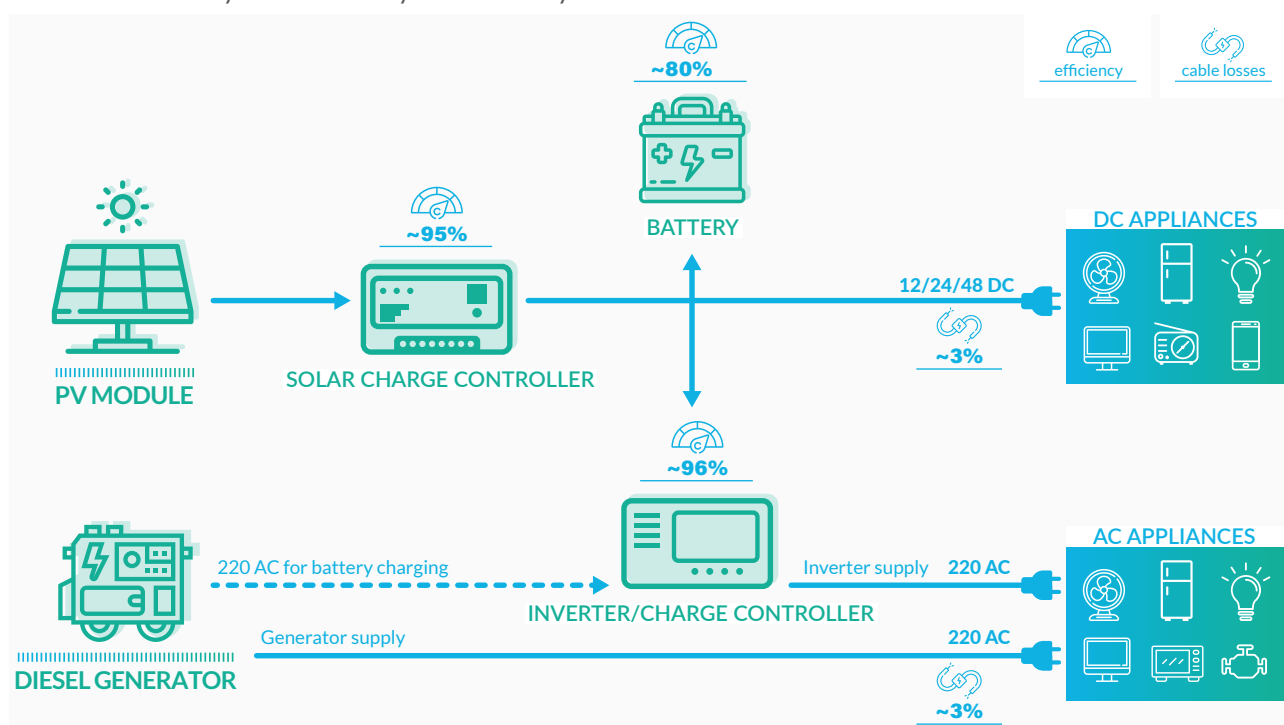 ~80%
efficiency
cable losses
BATTERY
~95%
DC APPLIANCES
12/24/48 DC
~3%
SOLAR CHARGE CONTROLLER
PV MODULE
~96%
AC APPLIANCES
220 AC for battery charging
Inverter supply 220 AC
INVERTER/CHARGE CONTROLLER
Generator supply
220 AC
DIESEL GENERATOR
~3%